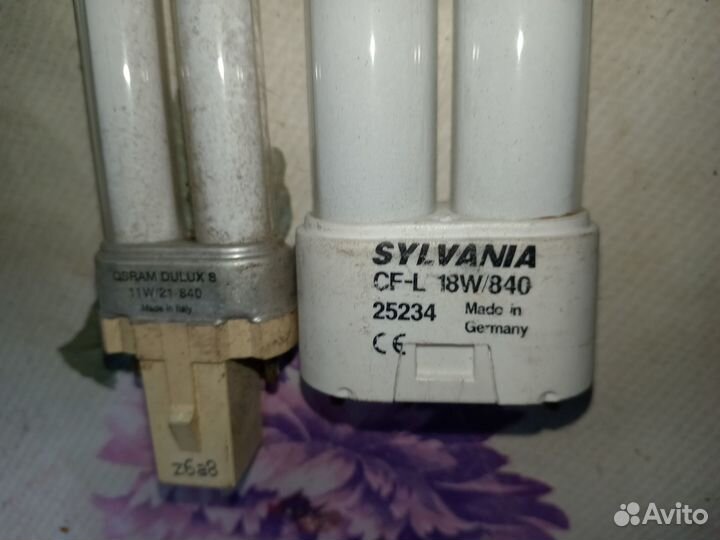 OSRAM DULUX S
11W/21-840
Made in Italy
z6a8
SYLVANIA
CF-L 18W/840
25234
Made in
Germany
CE
Avito